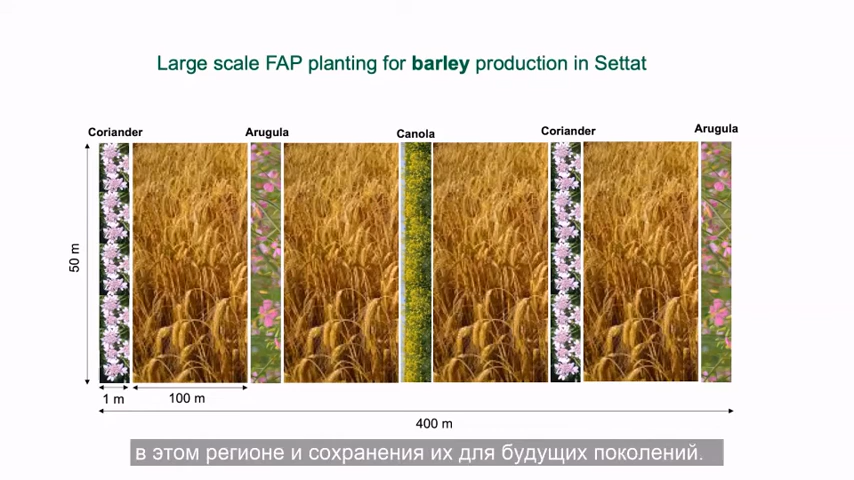 Large scale FAP planting for barley production in Settat
Coriander
Arugula
Canola
Coriander
Arugula
50 m
1 m
100 m
400 m
в этом регионе и сохранения их для будущих поколений.